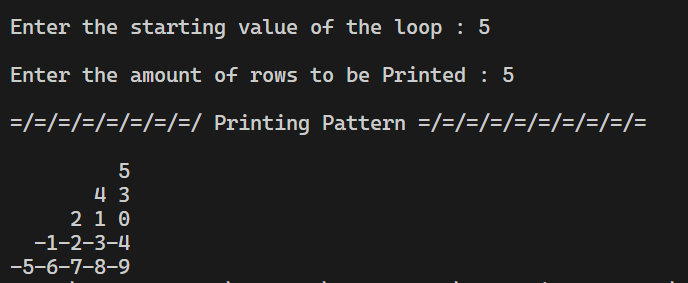 Enter the starting value of the loop : 5
Enter the amount of rows to be Printed : 5
=/=/=/=/=/=/=/=/ Printing Pattern =/=/=/=/=/=/=/=/=/=
5
4 3
2 1 0
-1-2-3-4
-5-6-7-8-9